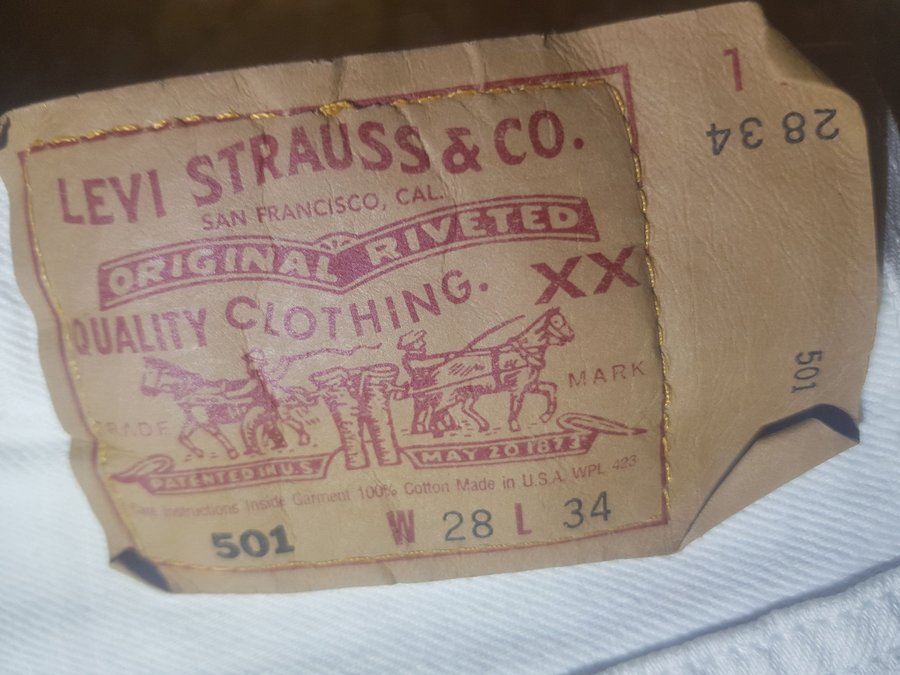 LEVI STRAUSS & CO.
SAN FRANCISCO, CAL.
ORIGINAL RIVETED
QUALITY CLOTHING. XX
TRADE MARK
PATENTED IN U.S. MAY 20 1873
Care Instructions Inside Garment 100% Cotton Made in U.S.A. WPL 423
501 W 28 L 34
I
28 34
501